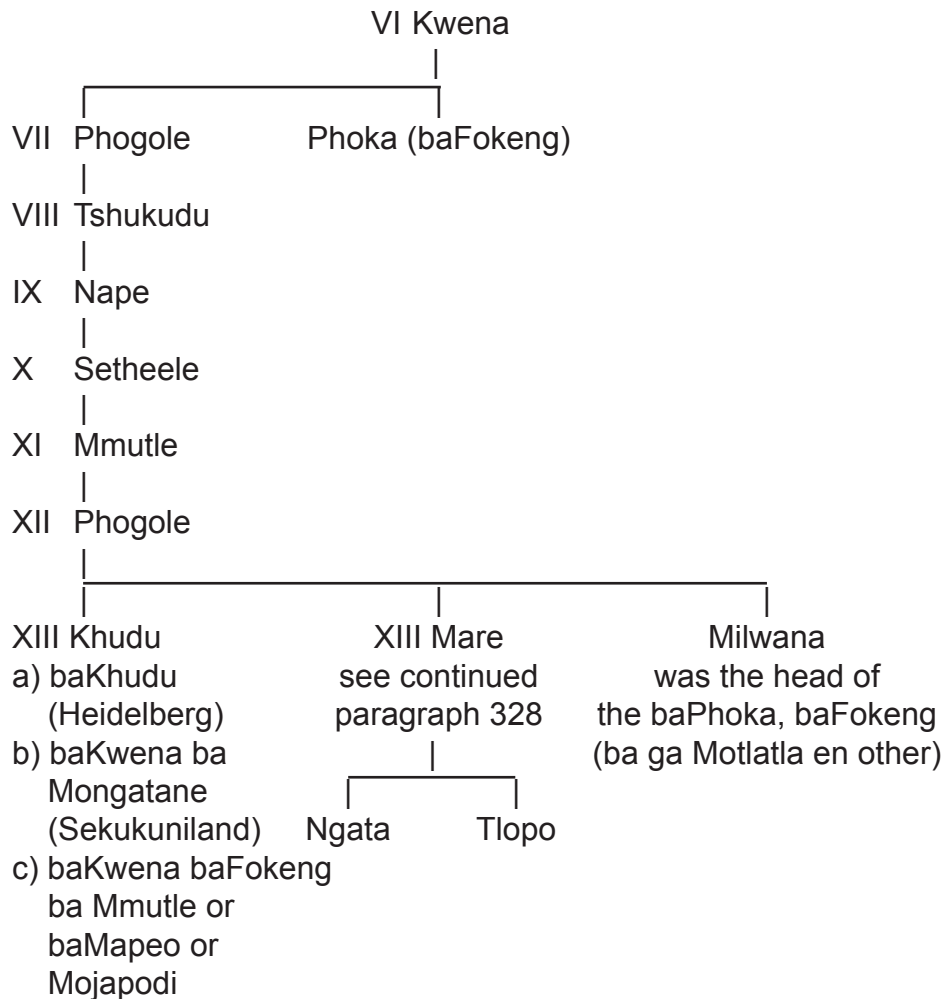 VI Kwena
VII Phogole Phoka (baFokeng)
VIII Tshukudu
IX Nape
X Setheele
XI Mmutle
XII Phogole
XIII Khudu XIII Mare Milwana
a) baKhudu see continued was the head of
(Heidelberg) paragraph 328 the baPhoka, baFokeng
b) baKwena ba (ba ga Motlatla en other)
Mongatane
(Sekukuniland) Ngata Tlopo
c) baKwena baFokeng
ba Mmutle or
baMapeo or
Mojapodi